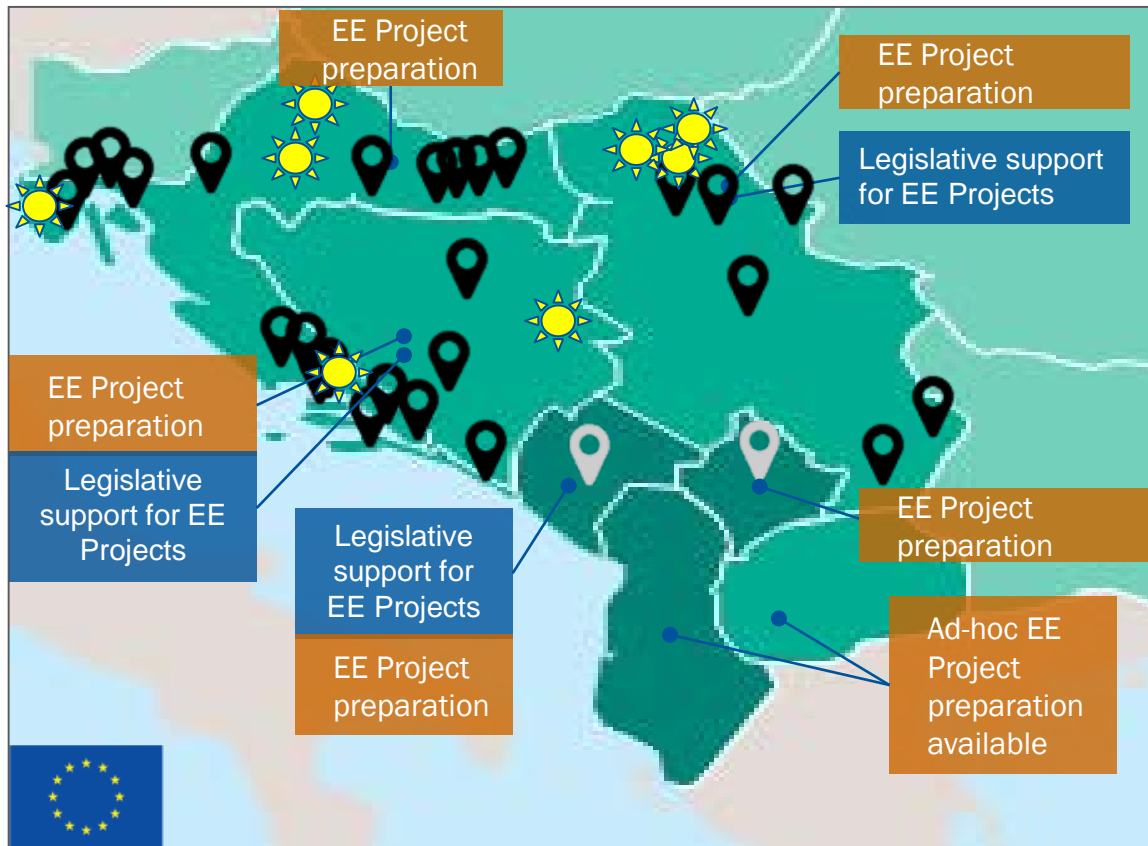 EE Project
preparation
EE Project
preparation
Legislative support
for EE Projects
EE Project
preparation
Legislative
support for EE
Projects
Legislative
support for
EE Projects
EE Project
preparation
EE Project
preparation
Ad-hoc EE
Project
preparation
available